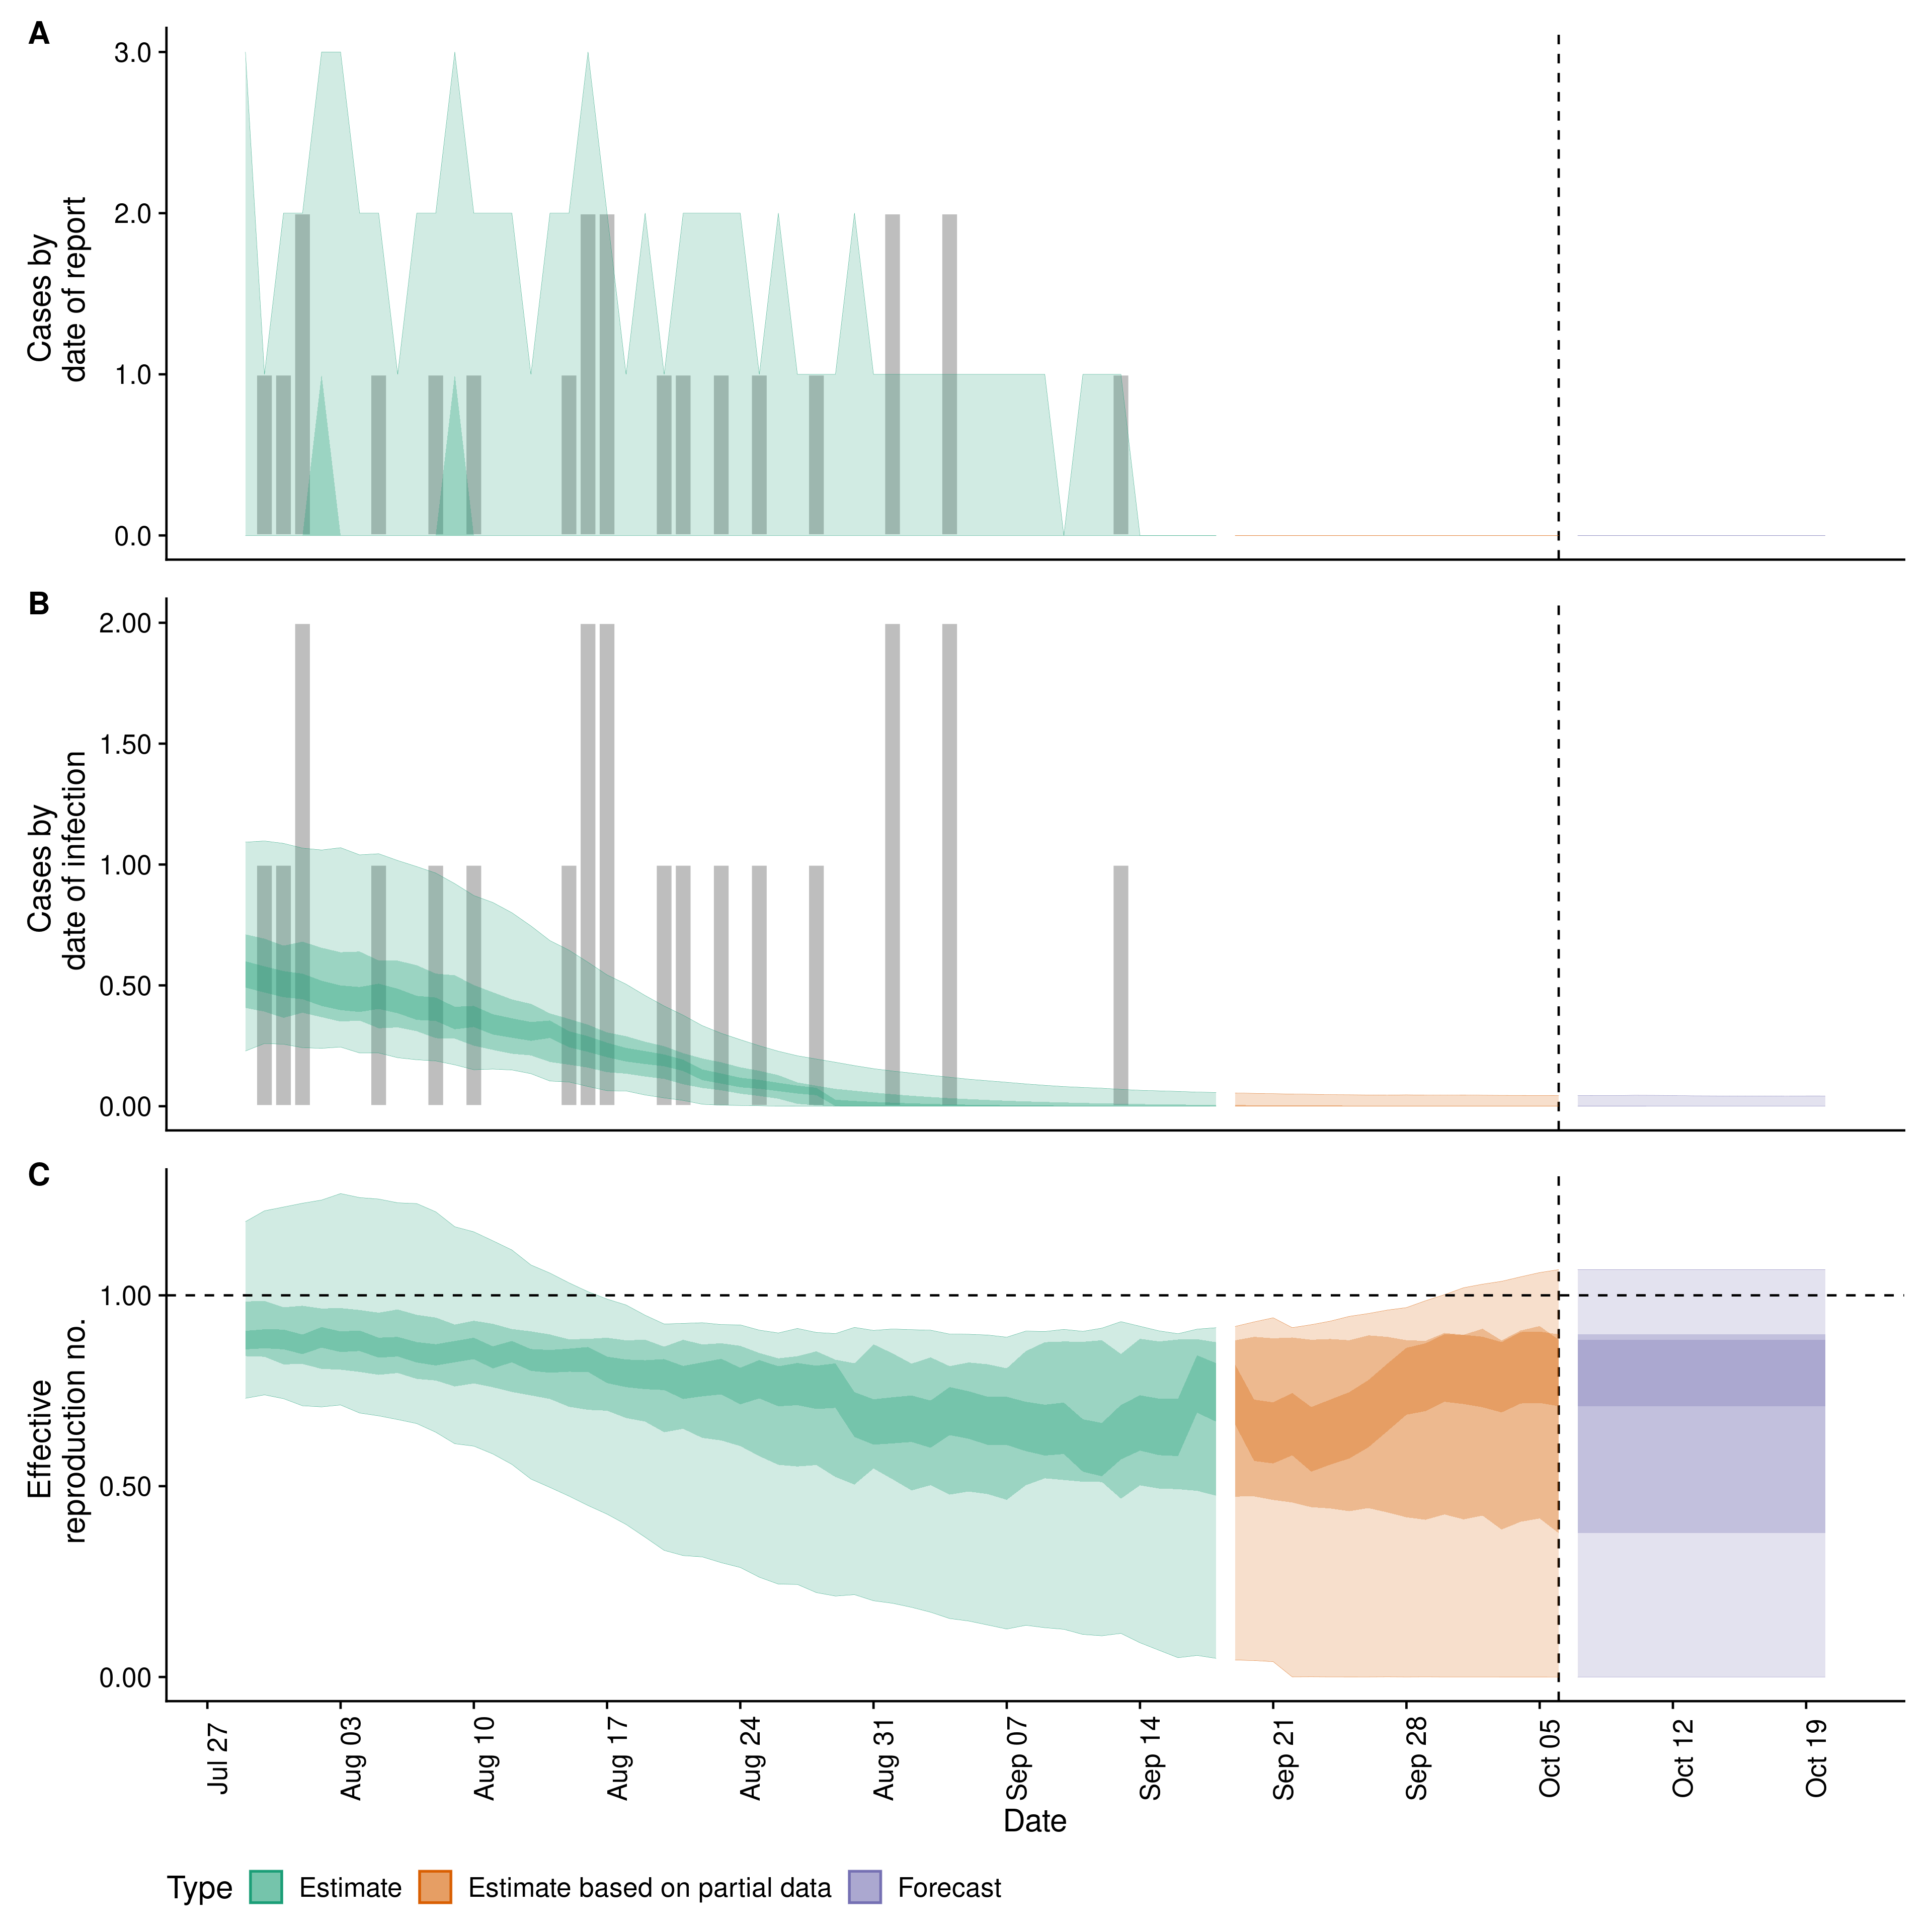 A
Cases by
date of report
3.0
2.0
1.0
0.0
B
Cases by
date of infection
2.00
1.50
1.00
0.50
0.00
C
Effective
reproduction no.
1.00
0.50
0.00
Jul 27
Aug 03
Aug 10
Aug 17
Aug 24
Aug 31
Sep 07
Sep 14
Sep 21
Sep 28
Oct 05
Oct 12
Oct 19
Date
Type Estimate Estimate based on partial data Forecast